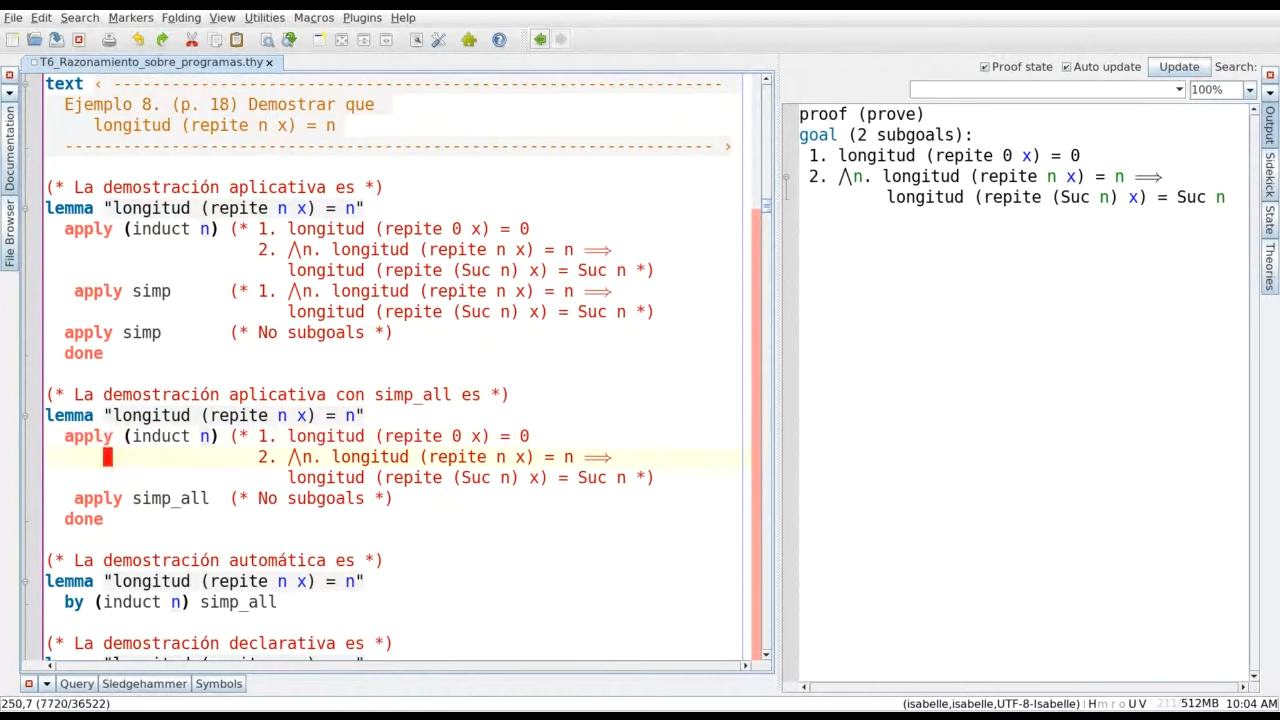 File Edit Search Markers Folding View Utilities Macros Plugins Help
T6_Razonamiento_sobre_programas.thy
text ‹ ---------------------------------------------------------------
Ejemplo 8. (p. 18) Demostrar que
longitud (repite n x) = n
------------------------------------------------------------------- ›
(* La demostración aplicativa es *)
lemma "longitud (repite n x) = n"
apply (induct n) (* 1. longitud (repite 0 x) = 0
2. ⋀n. longitud (repite n x) = n ⟹
longitud (repite (Suc n) x) = Suc n *)
apply simp (* 1. ⋀n. longitud (repite n x) = n ⟹
longitud (repite (Suc n) x) = Suc n *)
apply simp (* No subgoals *)
done
(* La demostración aplicativa con simp_all es *)
lemma "longitud (repite n x) = n"
apply (induct n) (* 1. longitud (repite 0 x) = 0
2. ⋀n. longitud (repite n x) = n ⟹
longitud (repite (Suc n) x) = Suc n *)
apply simp_all (* No subgoals *)
done
(* La demostración automática es *)
lemma "longitud (repite n x) = n"
by (induct n) simp_all
(* La demostración declarativa es *)
Documentation
File Browser
Proof state Auto update Update Search:
100%
proof (prove)
goal (2 subgoals):
1. longitud (repite 0 x) = 0
2. ⋀n. longitud (repite n x) = n ⟹
longitud (repite (Suc n) x) = Suc n
Output
Sidekick
State
Theories
Query Sledgehammer Symbols
250,7 (7720/36522)
(isabelle,isabelle,UTF-8-Isabelle) H m r o U V 512MB 10:04 AM